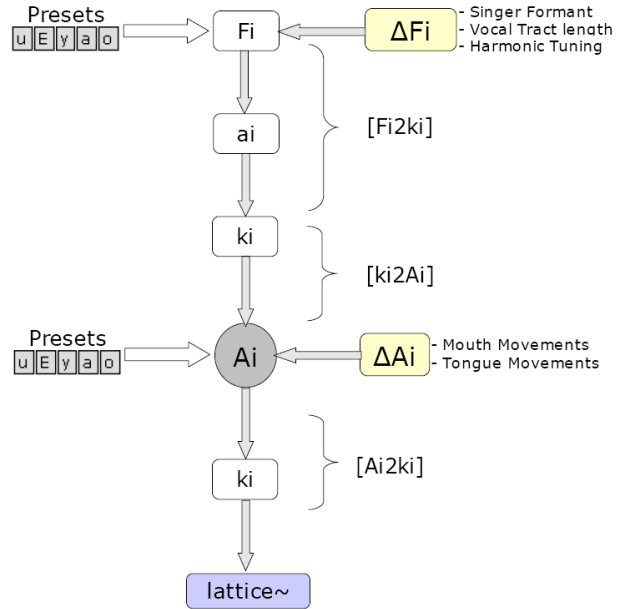 Presets
u E y a o
Fi
ΔFi
- Singer Formant
- Vocal Tract length
- Harmonic Tuning
ai
[Fi2ki]
ki
[ki2Ai]
Presets
u E y a o
Ai
ΔAi
- Mouth Movements
- Tongue Movements
ki
[Ai2ki]
lattice~